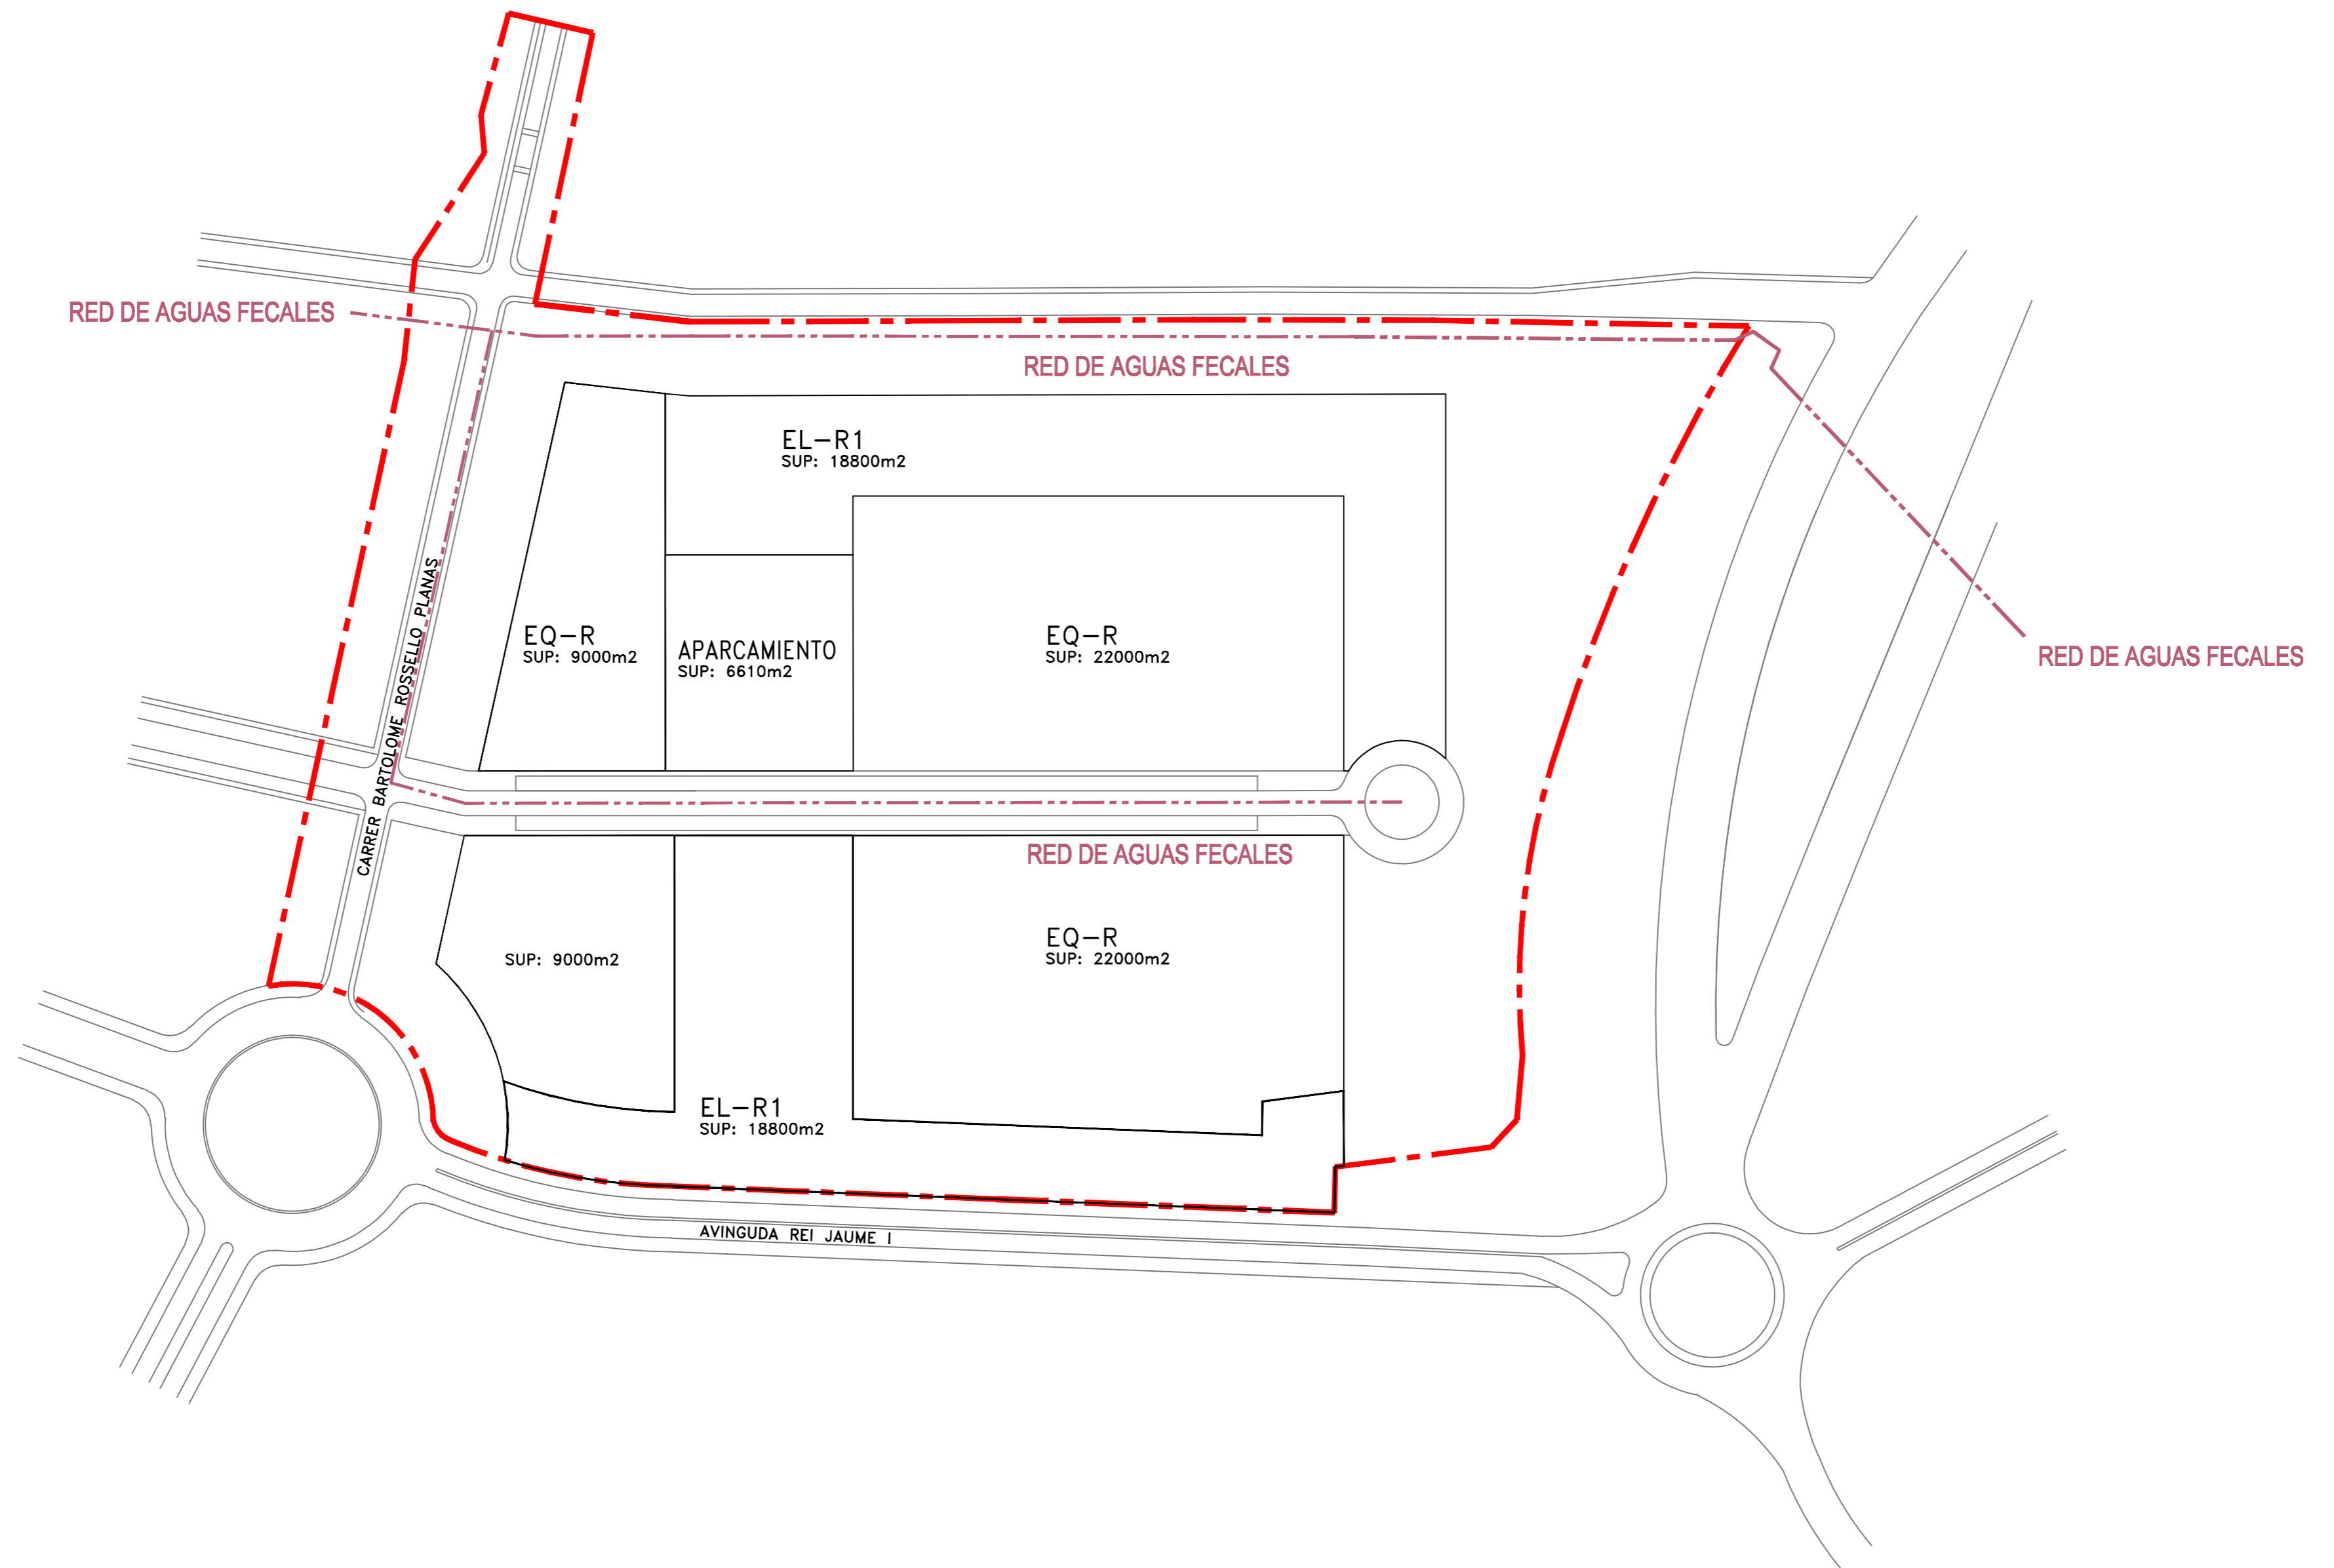 RED DE AGUAS FECALES
RED DE AGUAS FECALES
EL-R1
SUP: 18800m2
EQ-R
SUP: 9000m2
APARCAMIENTO
SUP: 6610m2
EQ-R
SUP: 22000m2
RED DE AGUAS FECALES
CARRER BARTOLOME ROSSELLO PLANAS
RED DE AGUAS FECALES
SUP: 9000m2
EQ-R
SUP: 22000m2
EL-R1
SUP: 18800m2
AVINGUDA REI JAUME I